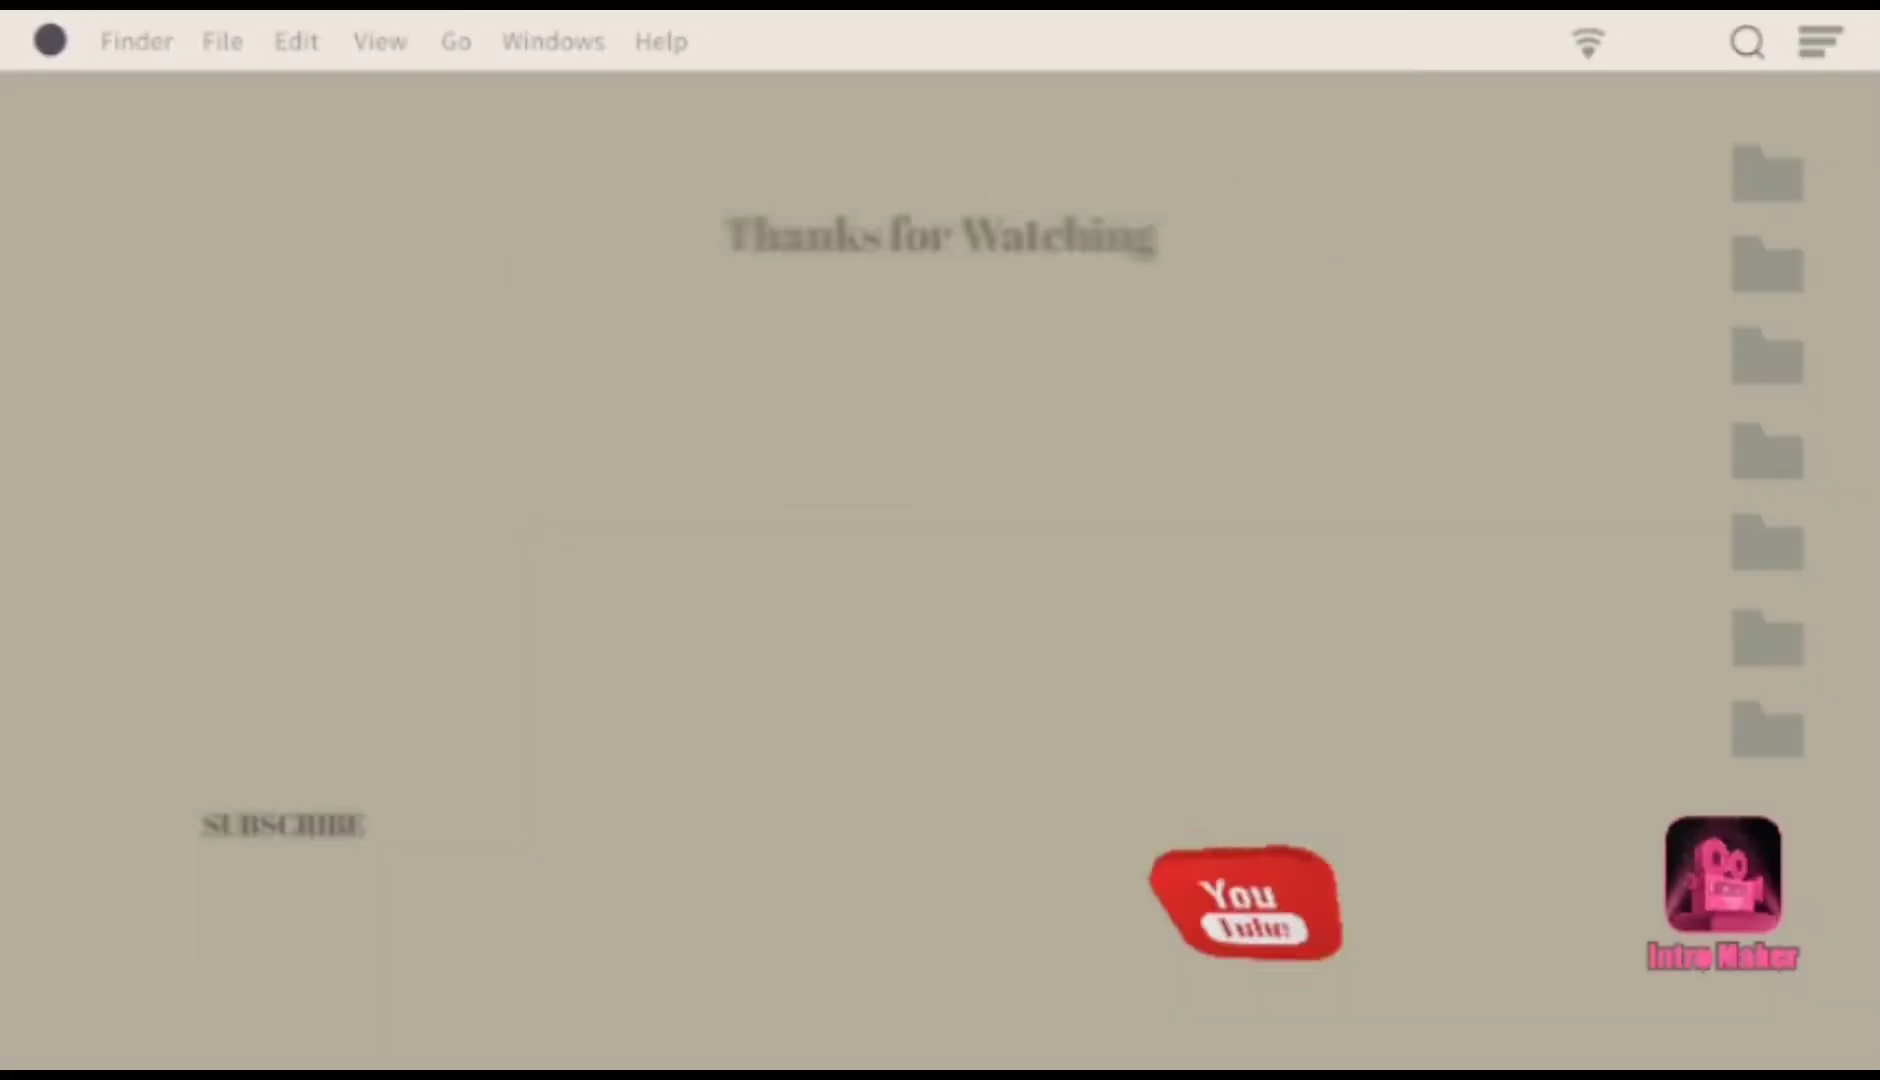 Finder File Edit View Go Windows Help
Thanks for Watching
SUBSCRIBE
You
Tube
Intro Maker